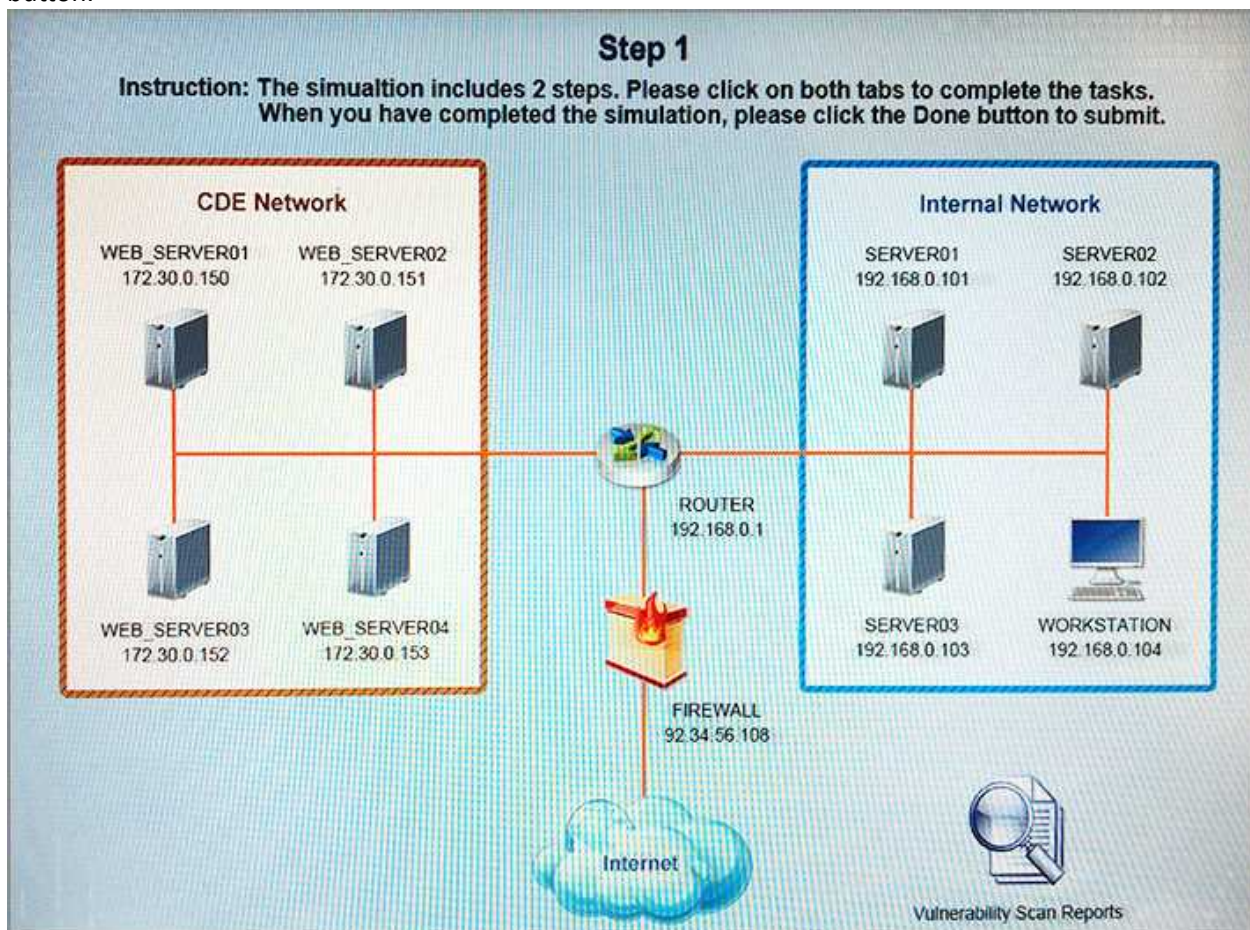 Step 1
Instruction: The simualtion includes 2 steps. Please click on both tabs to complete the tasks.
When you have completed the simulation, please click the Done button to submit.
CDE Network
WEB_SERVER01
172.30.0.150
WEB_SERVER02
172.30.0.151
WEB_SERVER03
172.30.0.152
WEB_SERVER04
172.30.0.153
ROUTER
192.168.0.1
FIREWALL
92.34.56.108
Internet
Internal Network
SERVER01
192.168.0.101
SERVER02
192.168.0.102
SERVER03
192.168.0.103
WORKSTATION
192.168.0.104
Vulnerability Scan Reports